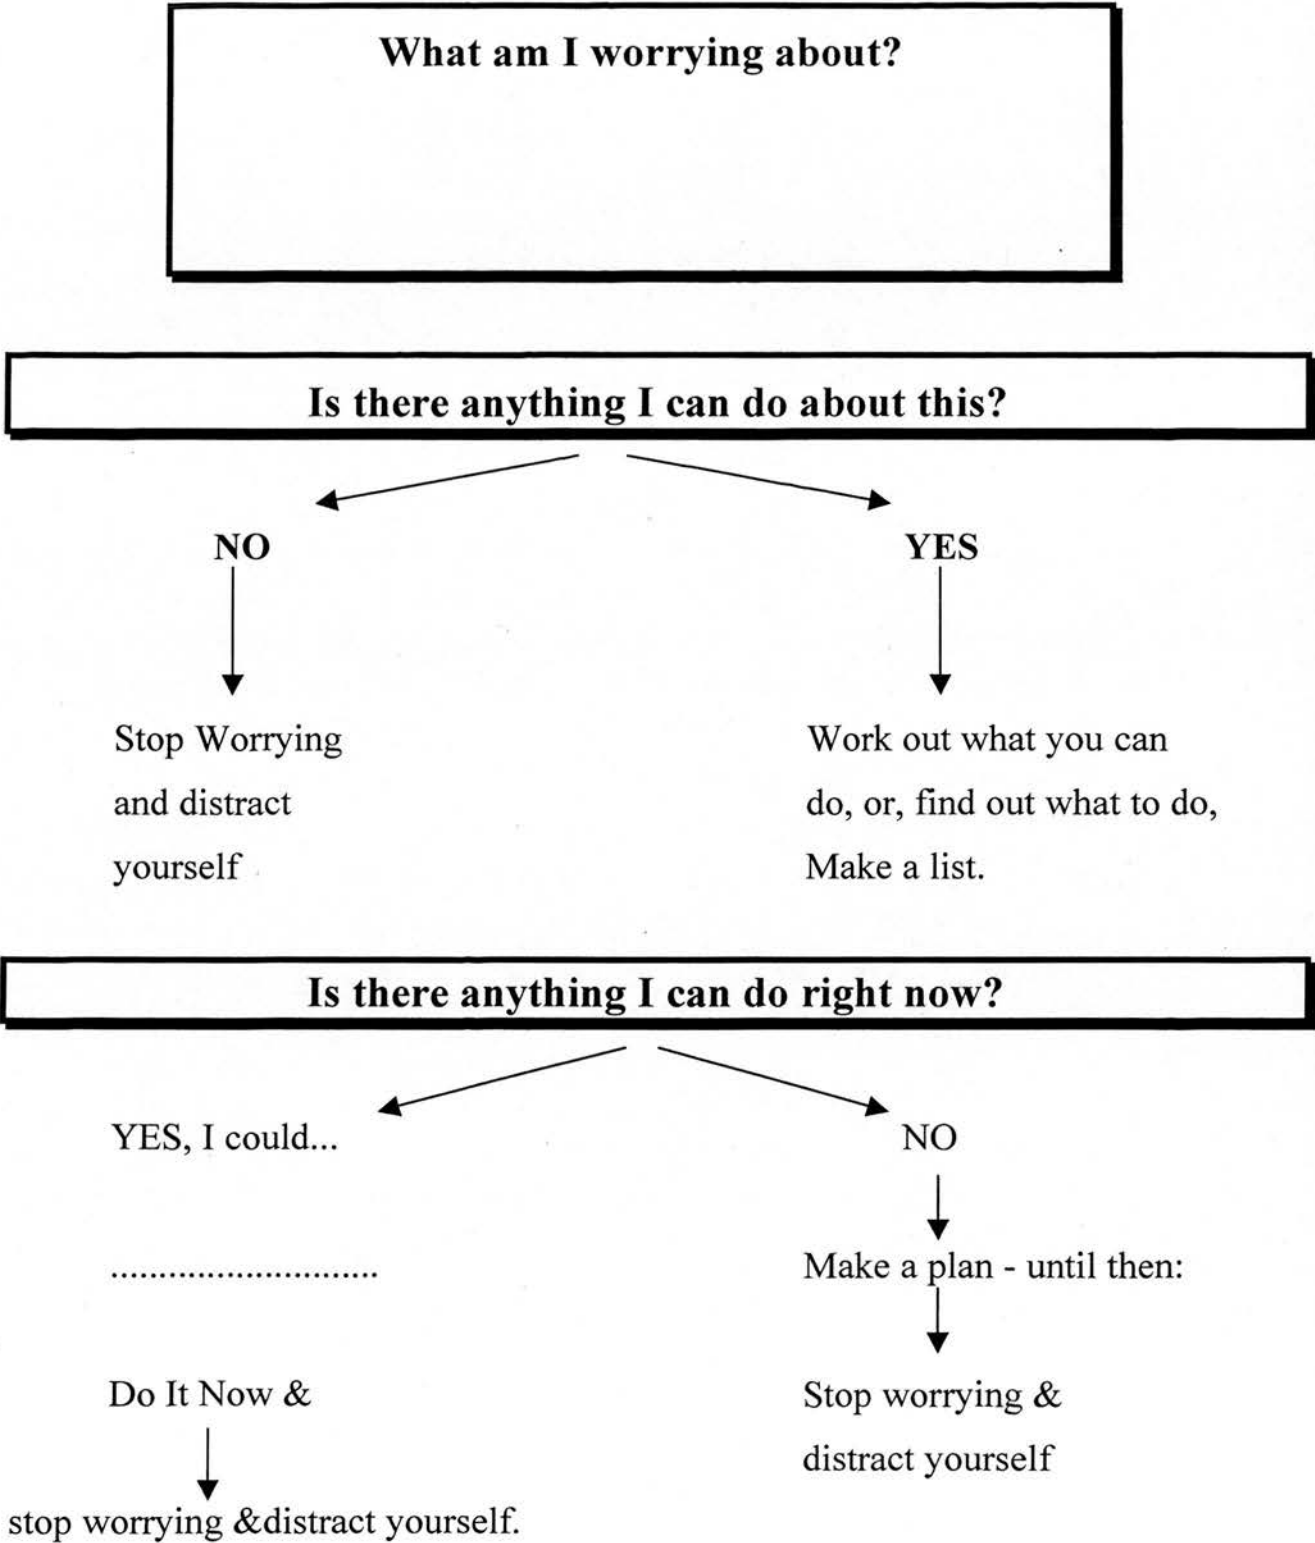 What am I worrying about?
Is there anything I can do about this?
NO
YES
Stop Worrying
and distract
yourself
Work out what you can
do, or, find out what to do,
Make a list.
Is there anything I can do right now?
YES, I could...
............................
Do It Now &
stop worrying &distract yourself.
NO
Make a plan - until then:
Stop worrying &
distract yourself